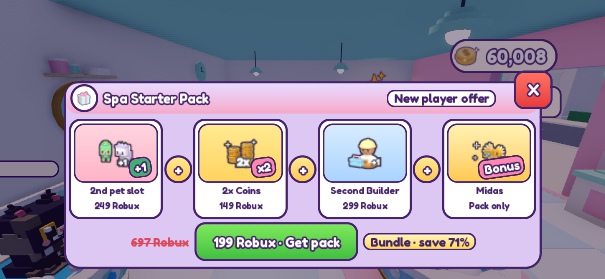 60,008
Spa Starter Pack
New player offer
X
+1
x2
Bonus
2nd pet slot
249 Robux
+
2x Coins
149 Robux
+
Second Builder
299 Robux
+
Midas
Pack only
697 Robux
199 Robux · Get pack
Bundle · save 71%